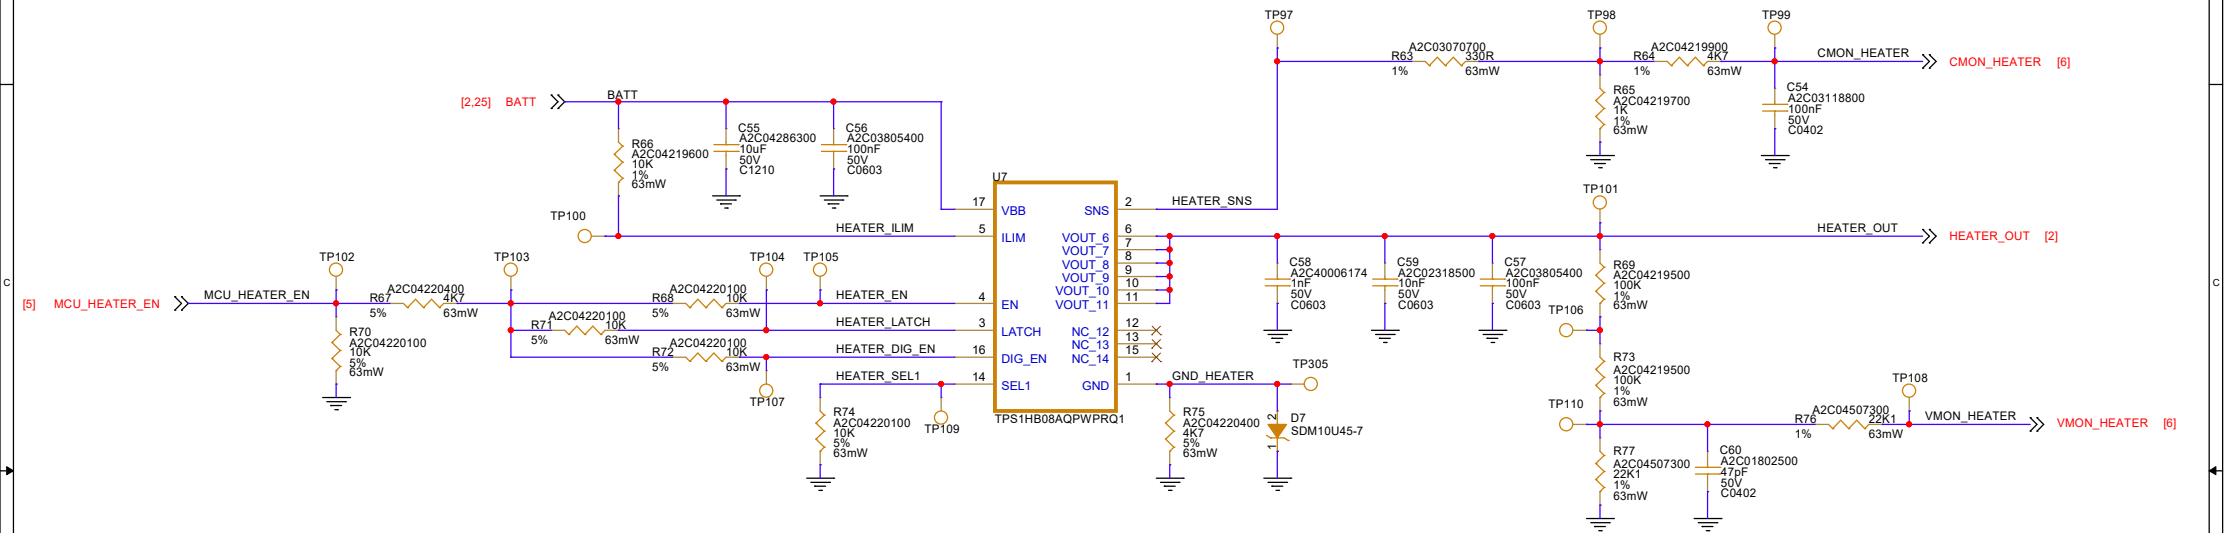 TP97
TP98
TP99
A2C03070700
R63 330R
1% 63mW
A2C04219900
R64 4K7
1% 63mW
CMON_HEATER
CMON_HEATER [6]
[2,25] BATT
BATT
R65
A2C04219700
1K
1%
63mW
C54
A2C03118800
100nF
50V
C0402
R66
A2C04219600
10K
1%
63mW
C55
A2C04286300
10uF
50V
C1210
C56
A2C03805400
100nF
50V
C0603
U7
TP100
HEATER_ILIM
17 VBB
5 ILIM
4 EN
3 LATCH
16 DIG_EN
14 SEL1
SNS 2
VOUT_6 6
VOUT_7 7
VOUT_8 8
VOUT_9 9
VOUT_10 10
VOUT_11 11
NC_12 12
NC_13 13
NC_14 15
GND 1
TPS1HB08AQPWPRQ1
HEATER_SNS
TP101
HEATER_OUT
HEATER_OUT [2]
TP102
TP103
TP104
TP105
[5] MCU_HEATER_EN
MCU_HEATER_EN
A2C04220400
R67 4K7
5% 63mW
A2C04220100
R68 10K
5% 63mW
HEATER_EN
A2C04220100
R71 10K
5% 63mW
HEATER_LATCH
A2C04220100
R72 10K
5% 63mW
HEATER_DIG_EN
R70
A2C04220100
10K
5%
63mW
TP107
HEATER_SEL1
TP109
R74
A2C04220100
10K
5%
63mW
C58
A2C40006174
1nF
50V
C0603
C59
A2C02318500
10nF
50V
C0603
C57
A2C03805400
100nF
50V
C0603
R69
A2C04219500
100K
1%
63mW
TP106
GND_HEATER
TP305
R75
A2C04220400
4K7
5%
63mW
2
D7
SDM10U45-7
1
R73
A2C04219500
100K
1%
63mW
TP110
TP108
A2C04507300
R76 22K1
1% 63mW
VMON_HEATER
VMON_HEATER [6]
R77
A2C04507300
22K1
1%
63mW
C60
A2C01802500
47pF
50V
C0402
C
C